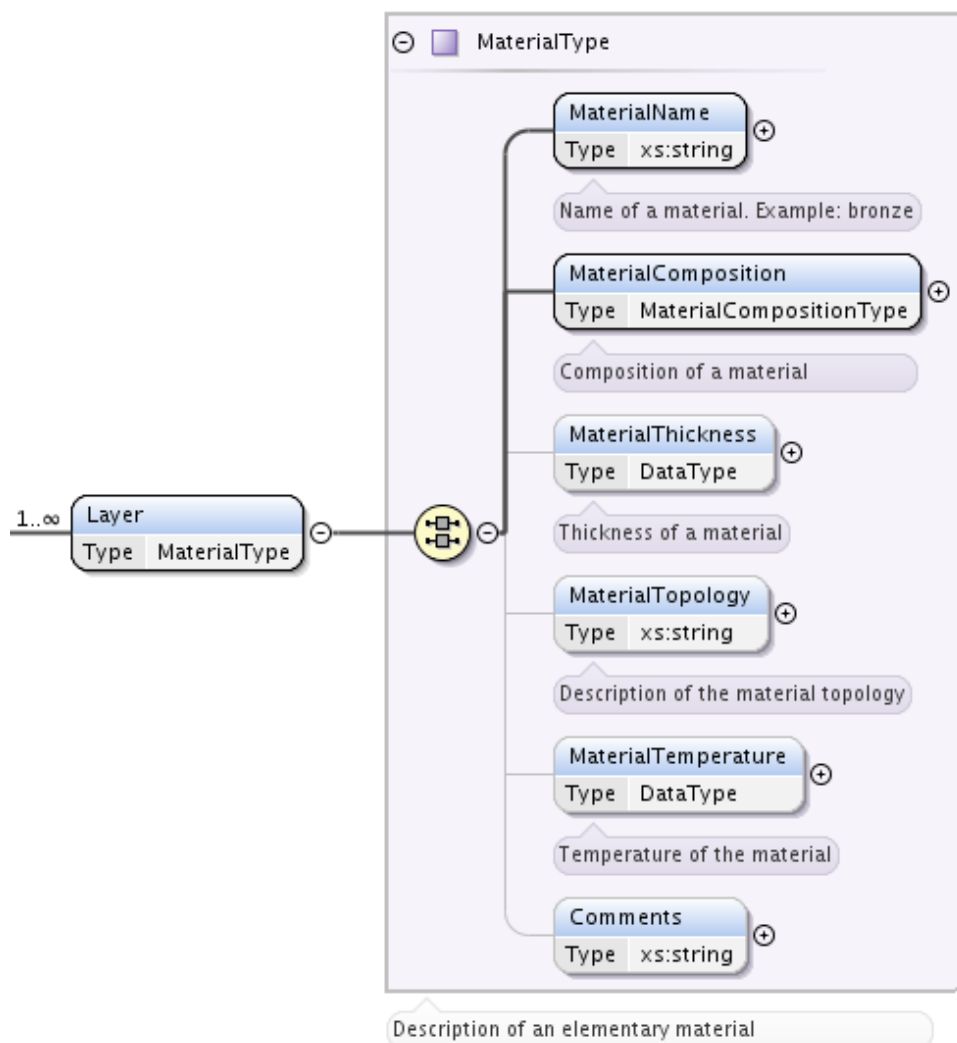 MaterialType
MaterialName
Type xs:string
Name of a material. Example: bronze
MaterialComposition
Type MaterialCompositionType
Composition of a material
MaterialThickness
Type DataType
Thickness of a material
1..∞ Layer
Type MaterialType
MaterialTopology
Type xs:string
Description of the material topology
MaterialTemperature
Type DataType
Temperature of the material
Comments
Type xs:string
Description of an elementary material